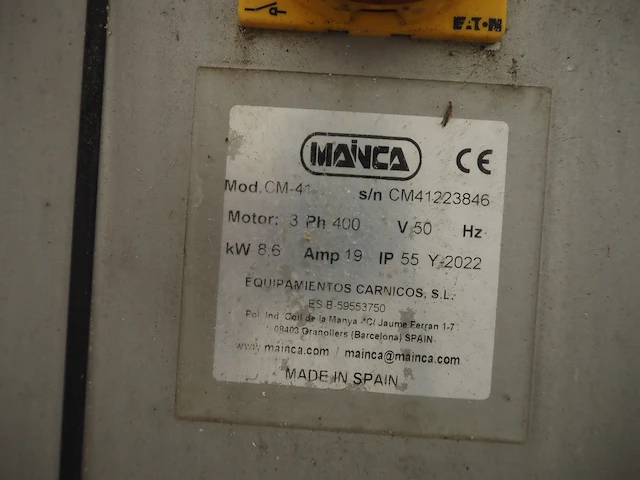 EATON
MAINCA CE
Mod. CM-41 s/n CM41223846
Motor: 3 Ph 400 V 50 Hz
kW 8,6 Amp 19 IP 55 Y-2022
EQUIPAMIENTOS CARNICOS, S.L.
ES B-59553750
Pol. Ind. Coll de la Manya - C/ Jaume Ferran 1-7
08403 Granollers (Barcelona) SPAIN
www.mainca.com / mainca@mainca.com
MADE IN SPAIN